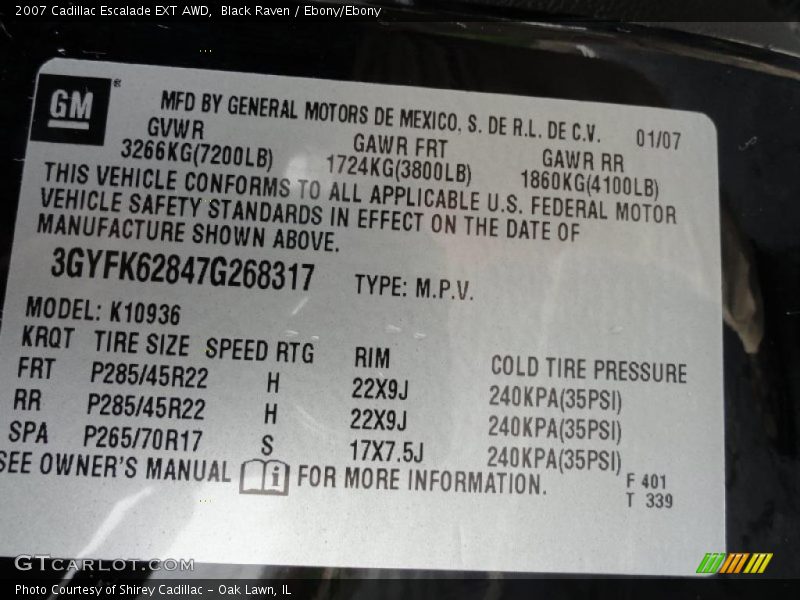 2007 Cadillac Escalade EXT AWD,  Black Raven / Ebony/Ebony
GM®
MFD BY GENERAL MOTORS DE MEXICO, S. DE R.L. DE C.V. 01/07
GVWR GAWR FRT GAWR RR
3266KG(7200LB) 1724KG(3800LB) 1860KG(4100LB)
THIS VEHICLE CONFORMS TO ALL APPLICABLE U.S. FEDERAL MOTOR
VEHICLE SAFETY STANDARDS IN EFFECT ON THE DATE OF
MANUFACTURE SHOWN ABOVE.
3GYFK62847G268317 TYPE: M.P.V.
MODEL: K10936
KRQT TIRE SIZE SPEED RTG RIM COLD TIRE PRESSURE
FRT P285/45R22 H 22X9J 240KPA(35PSI)
RR P285/45R22 H 22X9J 240KPA(35PSI)
SPA P265/70R17 S 17X7.5J 240KPA(35PSI)
SEE OWNER'S MANUAL i FOR MORE INFORMATION.
F 401
T 339
GTCARLOT.COM
Photo Courtesy of Shirey Cadillac - Oak Lawn, IL